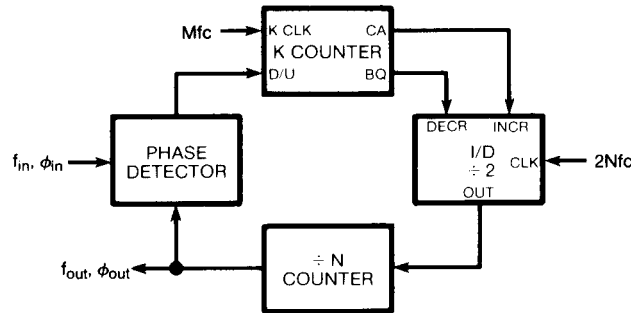 Mfc
K CLK CA
K COUNTER
D/U BQ
DECR INCR
I/D
÷ 2
CLK
OUT
2Nfc
fin, ϕin
PHASE
DETECTOR
÷ N
COUNTER
fout, ϕout